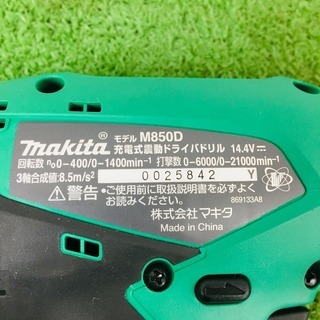 makita® モデル M850D
充電式震動ドライバドリル 14.4V⎓
回転数 n₀0-400/0-1400min⁻¹ 打撃数 0-6000/0-21000min⁻¹
3軸合成値:8.5m/s² 0025842 Y
⚠警告 •ご使用前に取扱説明書を必ずよく
お読みください。
869133A8
株式会社マキタ
Made in China